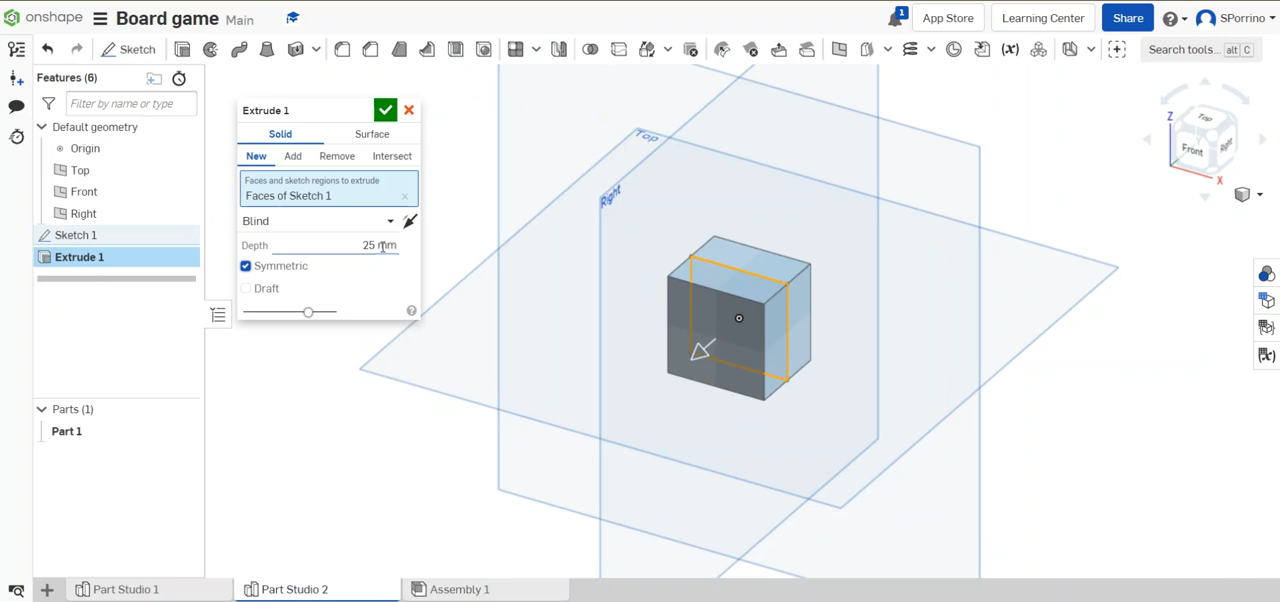 onshape Board game Main 1 App Store Learning Center Share SPorrino
Sketch Search tools... alt C
Features (6)
Filter by name or type
Default geometry
Origin
Top
Front
Right
Sketch 1
Extrude 1
Parts (1)
Part 1
Extrude 1
Solid Surface
New Add Remove Intersect
Faces and sketch regions to extrude
Faces of Sketch 1
Blind
Depth 25 mm
Symmetric
Draft
Top
Right
Z
Top
Front
Right
X
Part Studio 1 Part Studio 2 Assembly 1